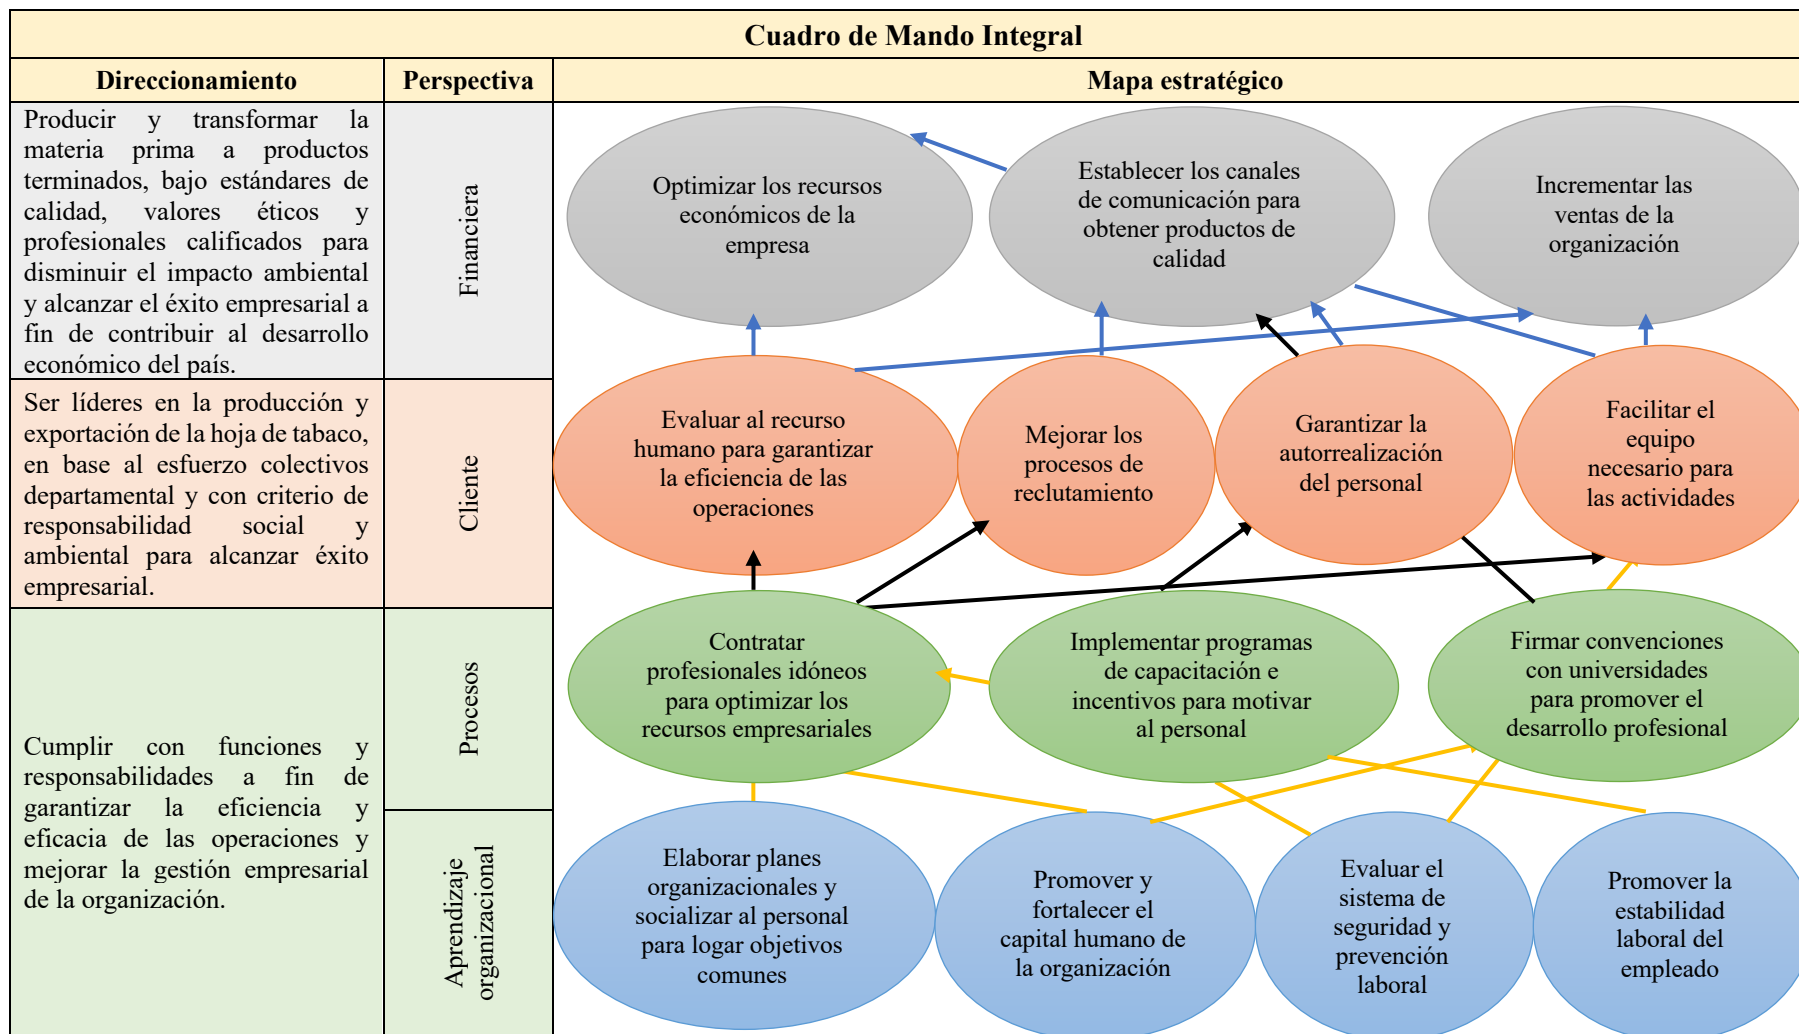 Cuadro de Mando Integral
Direccionamiento
Perspectiva
Mapa estratégico
Producir y transformar la
materia prima a productos
terminados, bajo estándares de
calidad, valores éticos y
profesionales calificados para
disminuir el impacto ambiental
y alcanzar el éxito empresarial a
fin de contribuir al desarrollo
económico del país.
Financiera
Optimizar los recursos
económicos de la
empresa
Establecer los canales
de comunicación para
obtener productos de
calidad
Incrementar las
ventas de la
organización
Ser líderes en la producción y
exportación de la hoja de tabaco,
en base al esfuerzo colectivos
departamental y con criterio de
responsabilidad social y
ambiental para alcanzar éxito
empresarial.
Cliente
Evaluar al recurso
humano para garantizar
la eficiencia de las
operaciones
Mejorar los
procesos de
reclutamiento
Garantizar la
autorrealización
del personal
Facilitar el
equipo
necesario para
las actividades
Cumplir con funciones y
responsabilidades a fin de
garantizar la eficiencia y
eficacia de las operaciones y
mejorar la gestión empresarial
de la organización.
Procesos
Contratar
profesionales idóneos
para optimizar los
recursos empresariales
Implementar programas
de capacitación e
incentivos para motivar
al personal
Firmar convenciones
con universidades
para promover el
desarrollo profesional
Aprendizaje
organizacional
Elaborar planes
organizacionales y
socializar al personal
para logar objetivos
comunes
Promover y
fortalecer el
capital humano de
la organización
Evaluar el
sistema de
seguridad y
prevención
laboral
Promover la
estabilidad
laboral del
empleado